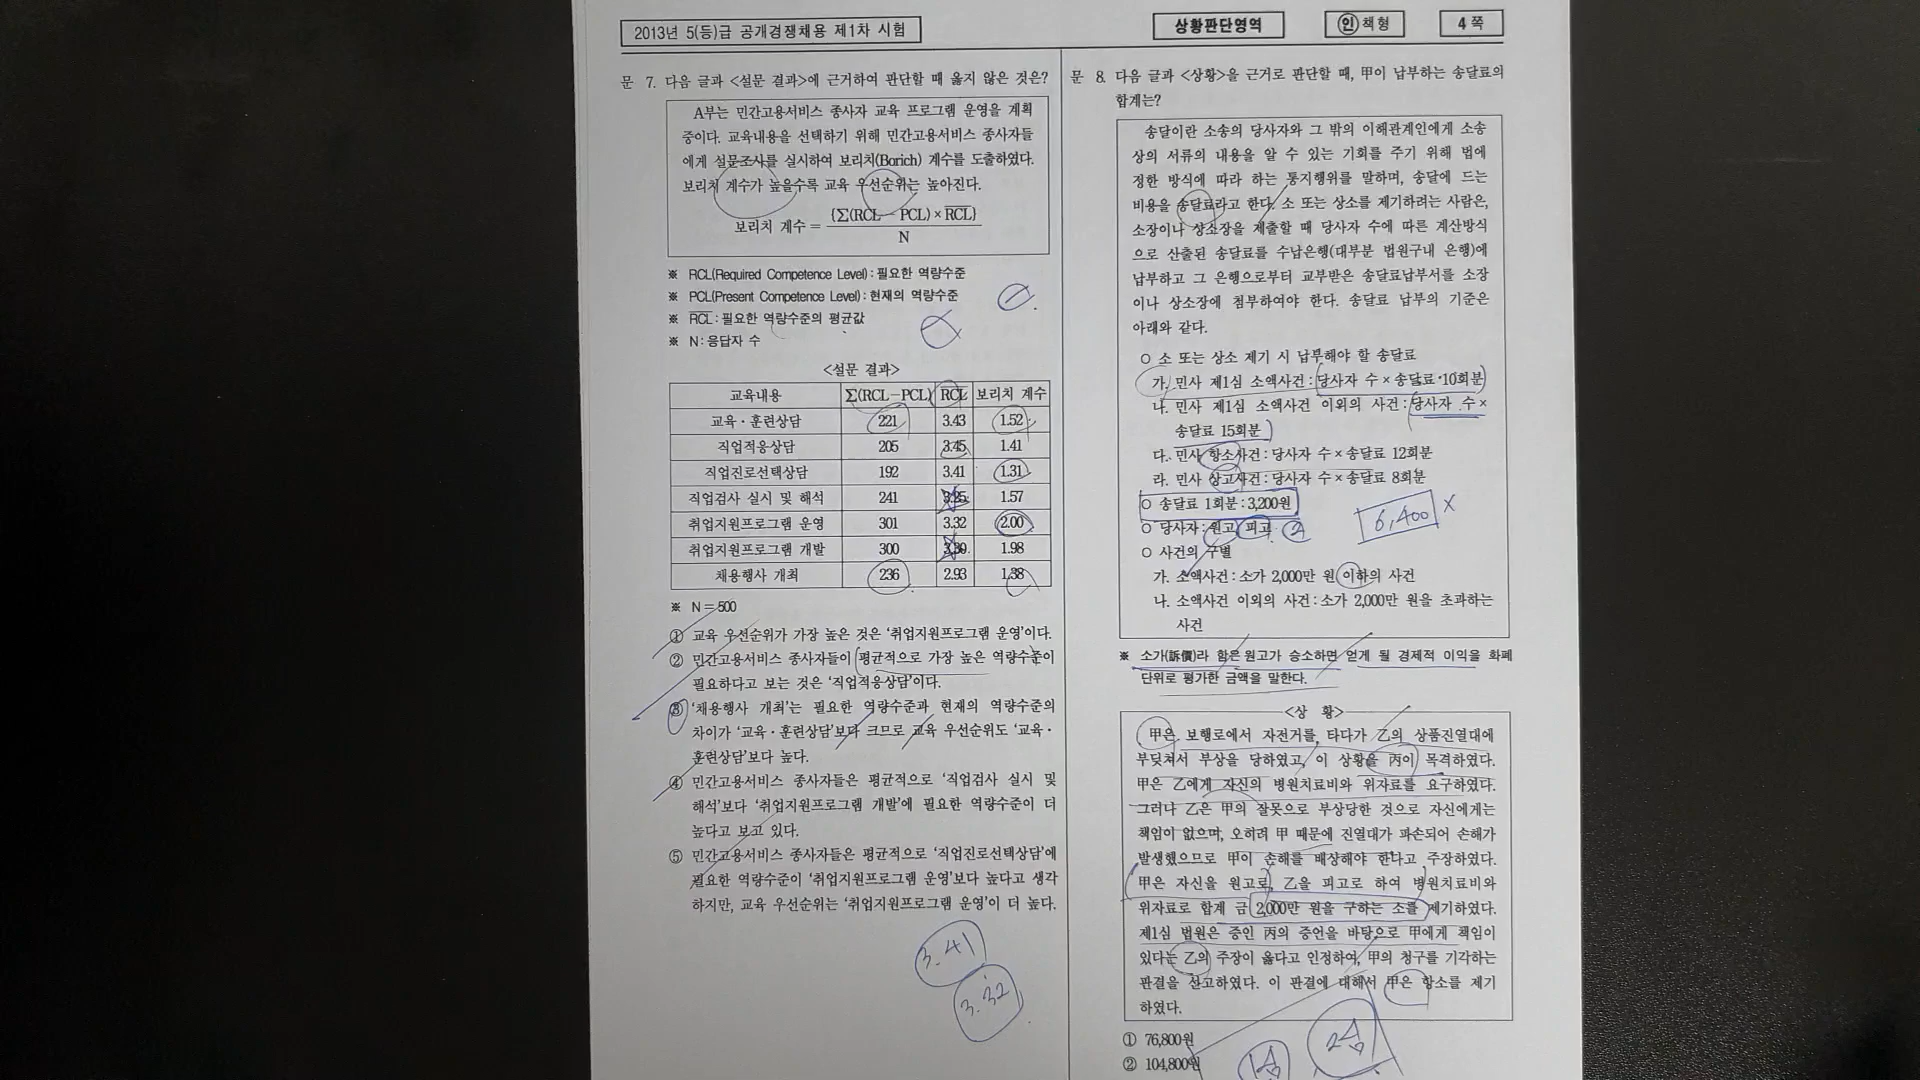 2013년 5(등)급 공개경쟁채용 제1차 시험
상황판단영역
인 책형
4 쪽
문 7. 다음 글과 <설문 결과>에 근거하여 판단할 때 옳지 않은 것은?
A부는 민간고용서비스 종사자 교육 프로그램 운영을 계획
중이다. 교육내용을 선택하기 위해 민간고용서비스 종사자들
에게 설문조사를 실시하여 보리치(Borich) 계수를 도출하였다.
보리치 계수가 높을수록 교육 우선순위는 높아진다.
보리치 계수 = {∑(RCL − PCL) × R̅C̅L̅} / N
※ RCL(Required Competence Level) : 필요한 역량수준
※ PCL(Present Competence Level) : 현재의 역량수준
※ R̅C̅L̅ : 필요한 역량수준의 평균값
※ N : 응답자 수
<설문 결과>
교육내용 ∑(RCL−PCL) R̅C̅L̅ 보리치 계수
교육・훈련상담 221 3.43 1.52
직업적응상담 205 3.45 1.41
직업진로선택상담 192 3.41 1.31
직업검사 실시 및 해석 241 3.25 1.57
취업지원프로그램 운영 301 3.32 2.00
취업지원프로그램 개발 300 3.30 1.98
채용행사 개최 236 2.93 1.38
※ N = 500
① 교육 우선순위가 가장 높은 것은 ‘취업지원프로그램 운영’이다.
② 민간고용서비스 종사자들이 평균적으로 가장 높은 역량수준이
필요하다고 보는 것은 ‘직업적응상담’이다.
③ ‘채용행사 개최’는 필요한 역량수준과 현재의 역량수준의
차이가 ‘교육・훈련상담’보다 크므로 교육 우선순위도 ‘교육・
훈련상담’보다 높다.
④ 민간고용서비스 종사자들은 평균적으로 ‘직업검사 실시 및
해석’보다 ‘취업지원프로그램 개발’에 필요한 역량수준이 더
높다고 보고 있다.
⑤ 민간고용서비스 종사자들은 평균적으로 ‘직업진로선택상담’에
필요한 역량수준이 ‘취업지원프로그램 운영’보다 높다고 생각
하지만, 교육 우선순위는 ‘취업지원프로그램 운영’이 더 높다.
3.41
3.32
문 8. 다음 글과 <상황>을 근거로 판단할 때, 甲이 납부하는 송달료의
합계는?
송달이란 소송의 당사자와 그 밖의 이해관계인에게 소송
상의 서류의 내용을 알 수 있는 기회를 주기 위해 법에
정한 방식에 따라 하는 통지행위를 말하며, 송달에 드는
비용을 송달료라고 한다. 소 또는 상소를 제기하려는 사람은,
소장이나 상소장을 제출할 때 당사자 수에 따른 계산방식
으로 산출된 송달료를 수납은행(대부분 법원구내 은행)에
납부하고 그 은행으로부터 교부받은 송달료납부서를 소장
이나 상소장에 첨부하여야 한다. 송달료 납부의 기준은
아래와 같다.
○ 소 또는 상소 제기 시 납부해야 할 송달료
가. 민사 제1심 소액사건 : 당사자 수 × 송달료 10회분
나. 민사 제1심 소액사건 이외의 사건 : 당사자 수 ×
송달료 15회분
다. 민사 항소사건 : 당사자 수 × 송달료 12회분
라. 민사 상고사건 : 당사자 수 × 송달료 8회분
○ 송달료 1회분 : 3,200원
6,400 ×
○ 당사자 : 원고, 피고 2
○ 사건의 구별
가. 소액사건 : 소가 2,000만 원 이하의 사건
나. 소액사건 이외의 사건 : 소가 2,000만 원을 초과하는
사건
※ 소가(訴價)라 함은 원고가 승소하면 얻게 될 경제적 이익을 화폐
단위로 평가한 금액을 말한다.
<상 황>
甲은 보행로에서 자전거를 타다가 乙의 상품진열대에
부딪쳐서 부상을 당하였고, 이 상황을 丙이 목격하였다.
甲은 乙에게 자신의 병원치료비와 위자료를 요구하였다.
그러나 乙은 甲의 잘못으로 부상당한 것으로 자신에게는
책임이 없으며, 오히려 甲 때문에 진열대가 파손되어 손해가
발생했으므로 甲이 손해를 배상해야 한다고 주장하였다.
甲은 자신을 원고로, 乙을 피고로 하여 병원치료비와
위자료로 합계 금 2,000만 원을 구하는 소를 제기하였다.
제1심 법원은 증인 丙의 증언을 바탕으로 甲에게 책임이
있다는 乙의 주장이 옳다고 인정하여, 甲의 청구를 기각하는
판결을 선고하였다. 이 판결에 대해서 甲은 항소를 제기
하였다.
① 76,800원
② 104,800원
1심
2심